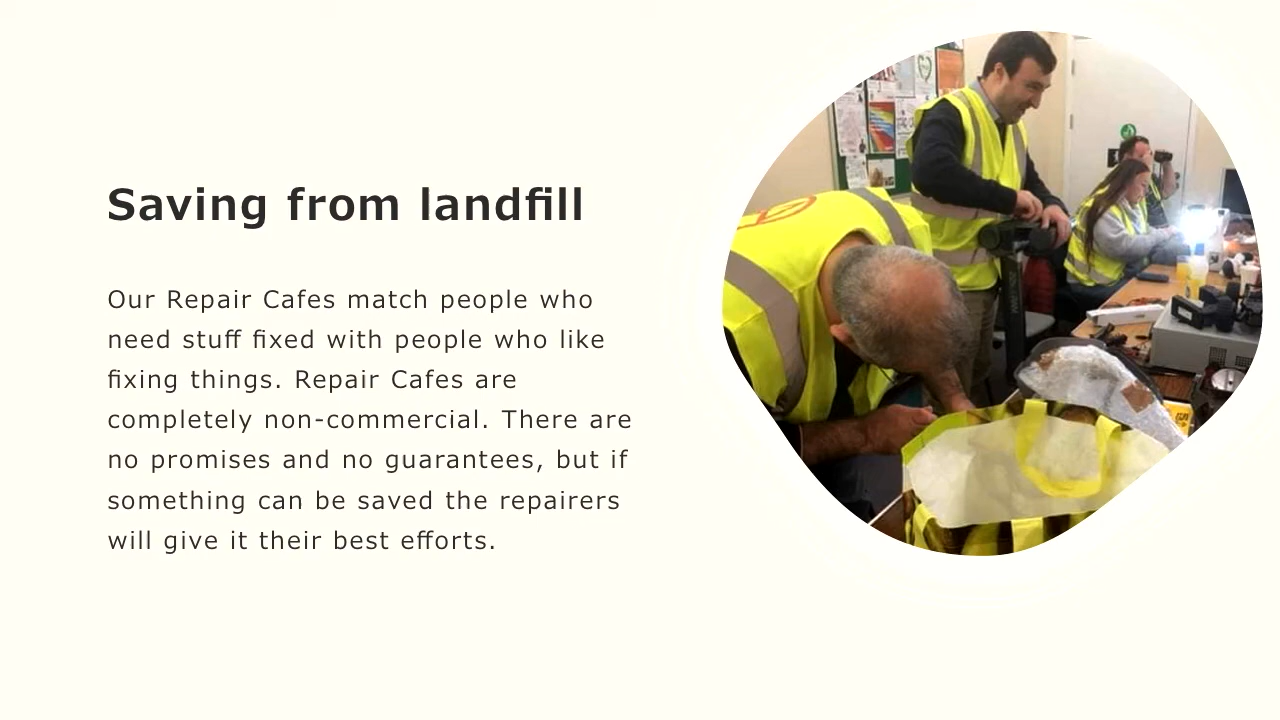 Saving from landfill
Our Repair Cafes match people who
need stuff fixed with people who like
fixing things. Repair Cafes are
completely non-commercial. There are
no promises and no guarantees, but if
something can be saved the repairers
will give it their best efforts.